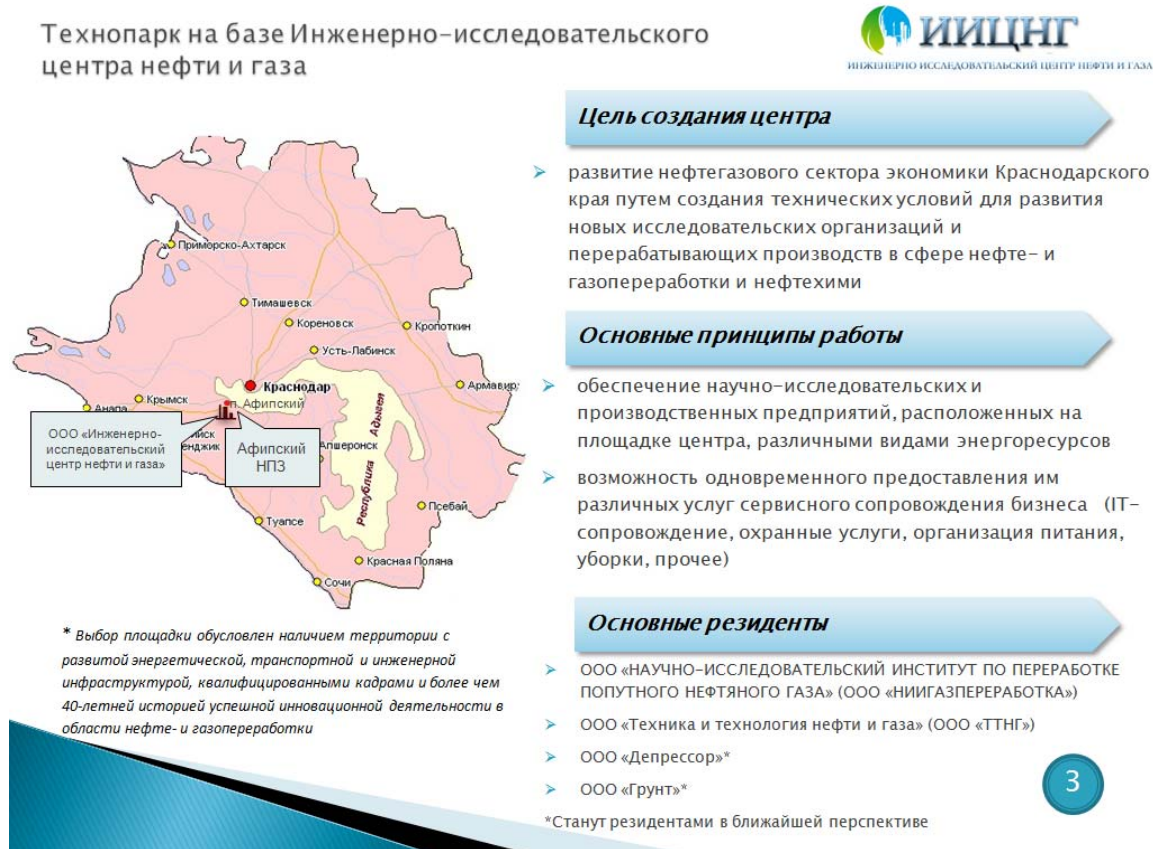 Технопарк на базе Инженерно-исследовательского
центра нефти и газа
ИИЦНГ
ИНЖЕНЕРНО ИССЛЕДОВАТЕЛЬСКИЙ ЦЕНТР НЕФТИ И ГАЗА
Приморско-Ахтарск
Тимашевск
Кореновск
Кропоткин
Усть-Лабинск
Краснодар
Армавир
Крымск
п. Афипский
Анапа
Республика Адыгея
ООО «Инженерно-
исследовательский
центр нефти и газа»
Афипский
НПЗ
йск
енджик
Апшеронск
Псебай
Туапсе
Красная Поляна
Сочи
* Выбор площадки обусловлен наличием территории с
развитой энергетической, транспортной и инженерной
инфраструктурой, квалифицированными кадрами и более чем
40-летней историей успешной инновационной деятельности в
области нефте- и газопереработки
Цель создания центра
развитие нефтегазового сектора экономики Краснодарского
края путем создания технических условий для развития
новых исследовательских организаций и
перерабатывающих производств в сфере нефте- и
газопереработки и нефтехими
Основные принципы работы
обеспечение научно-исследовательских и
производственных предприятий, расположенных на
площадке центра, различными видами энергоресурсов
возможность одновременного предоставления им
различных услуг сервисного сопровождения бизнеса (IT-
сопровождение, охранные услуги, организация питания,
уборки, прочее)
Основные резиденты
ООО «НАУЧНО-ИССЛЕДОВАТЕЛЬСКИЙ ИНСТИТУТ ПО ПЕРЕРАБОТКЕ
ПОПУТНОГО НЕФТЯНОГО ГАЗА» (ООО «НИИГАЗПЕРЕРАБОТКА»)
ООО «Техника и технология нефти и газа» (ООО «ТТНГ»)
ООО «Депрессор»*
ООО «Грунт»*
*Станут резидентами в ближайшей перспективе
3